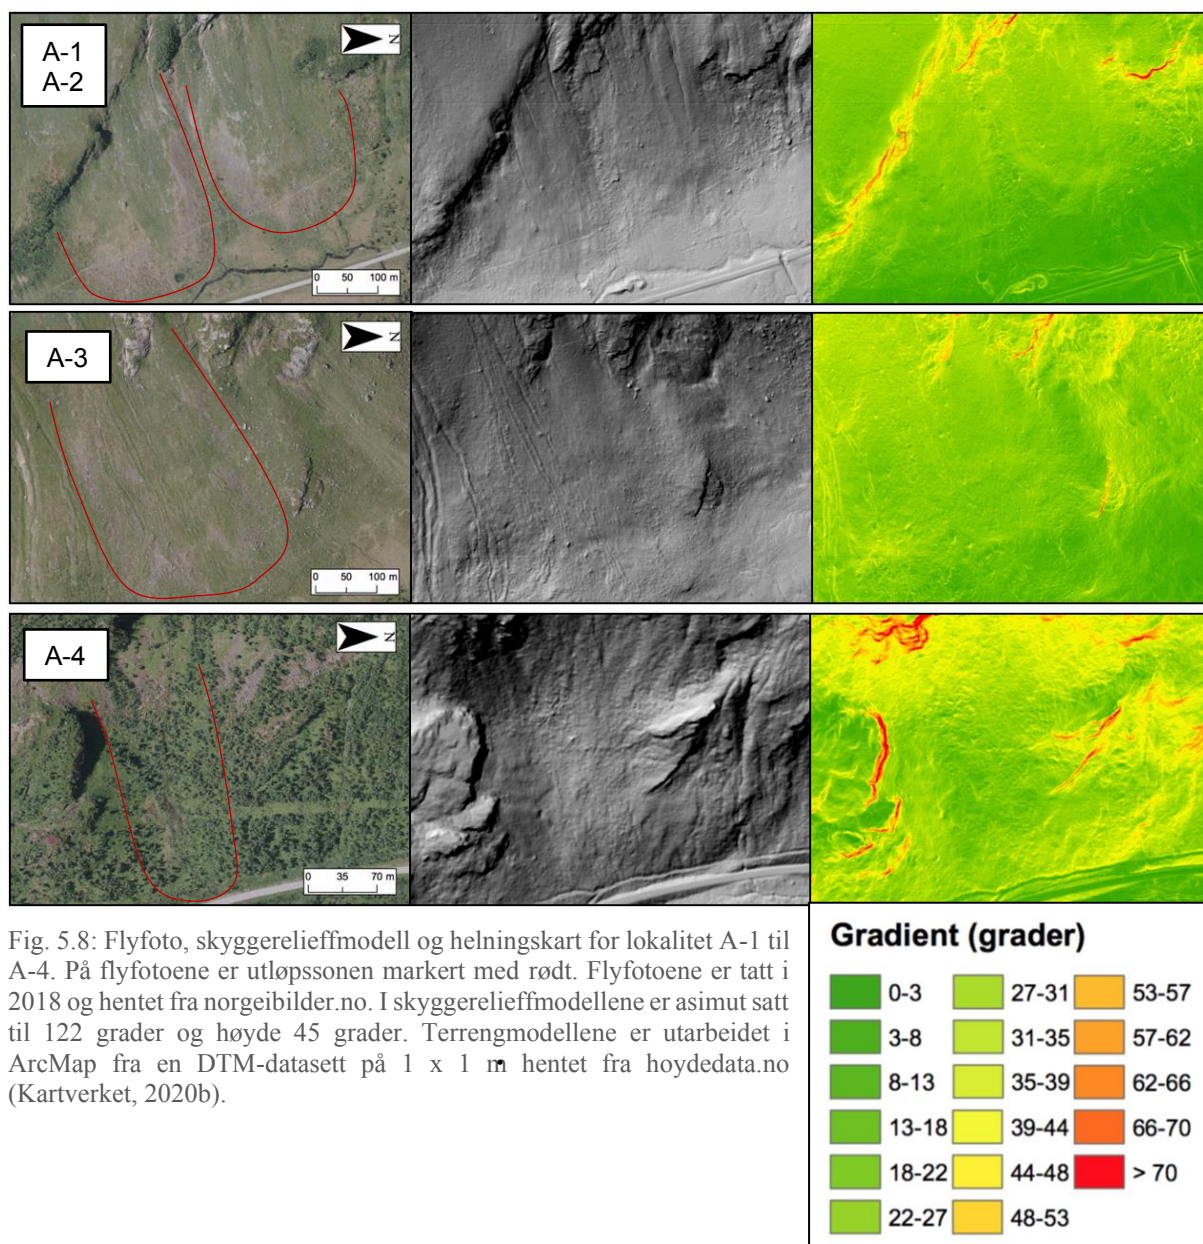 A-1
A-2
N
0 50 100 m
A-3
N
0 50 100 m
A-4
N
0 35 70 m
Fig. 5.8: Flyfoto, skyggerelieffmodell og helningskart for lokalitet A-1 til
A-4. På flyfotoene er utløpssonen markert med rødt. Flyfotoene er tatt i
2018 og hentet fra norgeibilder.no. I skyggerelieffmodellene er asimut satt
til 122 grader og høyde 45 grader. Terrengmodellene er utarbeidet i
ArcMap fra en DTM-datasett på 1 x 1 m hentet fra hoydedata.no
(Kartverket, 2020b).
Gradient (grader)
0-3
3-8
8-13
13-18
18-22
22-27
27-31
31-35
35-39
39-44
44-48
48-53
53-57
57-62
62-66
66-70
> 70